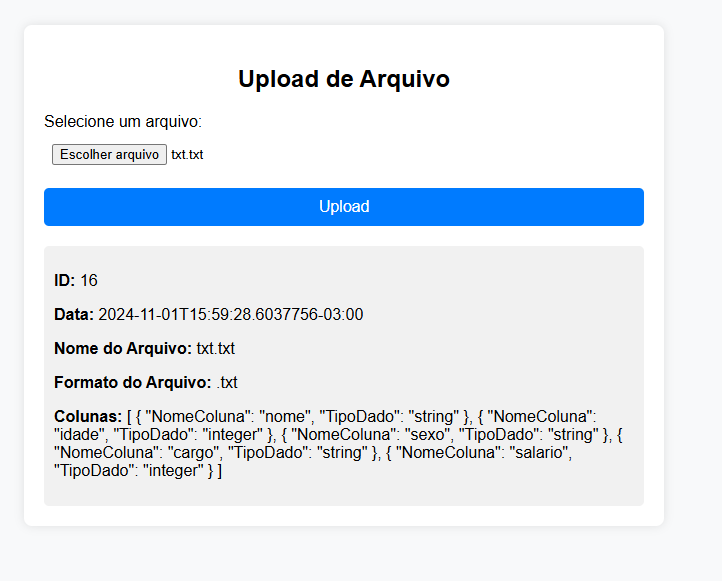 Upload de Arquivo
Selecione um arquivo:
Escolher arquivo txt.txt
Upload
ID: 16
Data: 2024-11-01T15:59:28.6037756-03:00
Nome do Arquivo: txt.txt
Formato do Arquivo: .txt
Colunas: [ { "NomeColuna": "nome", "TipoDado": "string" }, { "NomeColuna":
"idade", "TipoDado": "integer" }, { "NomeColuna": "sexo", "TipoDado": "string" }, {
"NomeColuna": "cargo", "TipoDado": "string" }, { "NomeColuna": "salario",
"TipoDado": "integer" } ]